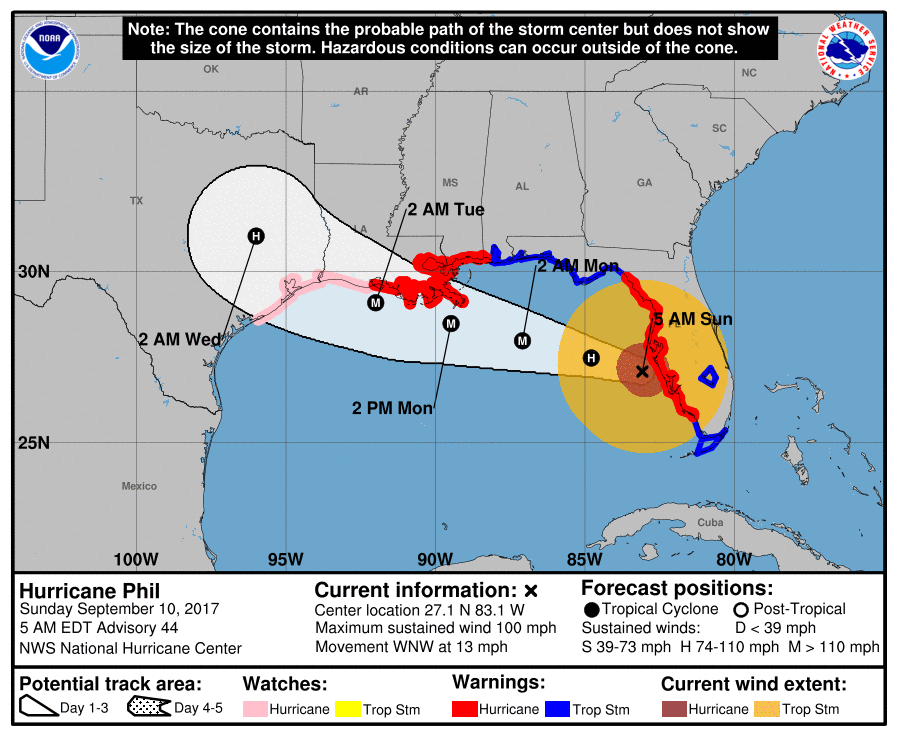 Note: The cone contains the probable path of the storm center but does not show
the size of the storm. Hazardous conditions can occur outside of the cone.
NOAA
NATIONAL WEATHER SERVICE
OK
AR
NC
SC
TX
LA
MS
AL
GA
FL
2 AM Tue
30N
2 AM Mon
5 AM Sun
2 AM Wed
2 PM Mon
25N
Mexico
Cuba
100W
95W
90W
85W
80W
H
M
M
M
H
Hurricane Phil
Sunday September 10, 2017
5 AM EDT Advisory 44
NWS National Hurricane Center
Current information: ×
Center location 27.1 N 83.1 W
Maximum sustained wind 100 mph
Movement WNW at 13 mph
Forecast positions:
Tropical Cyclone Post-Tropical
Sustained winds: D < 39 mph
S 39-73 mph H 74-110 mph M > 110 mph
Potential track area:
Day 1-3 Day 4-5
Watches:
Hurricane Trop Stm
Warnings:
Hurricane Trop Stm
Current wind extent:
Hurricane Trop Stm